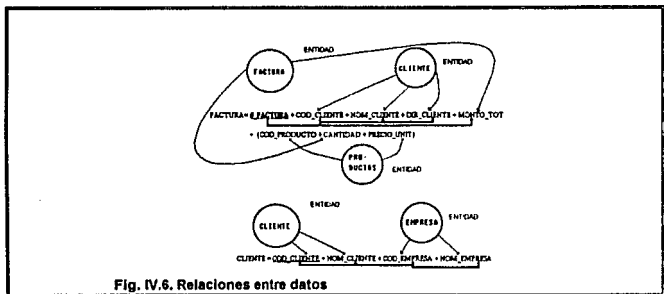 ENTIDAD
FACTURA
CLIENTE
ENTIDAD
FACTURA= #_FACTURA + COD_CLIENTE + NOM_CLIENTE + DIR_CLIENTE + MONTO_TOT
+ (COD_PRODUCTO + CANTIDAD + PRECIO_UNIT)
PRO-
DUCTOS
ENTIDAD
ENTIDAD
CLIENTE
EMPRESA
ENTIDAD
CLIENTE = COD_CLIENTE + NOM_CLIENTE + COD_EMPRESA + NOM_EMPRESA
Fig. IV.6. Relaciones entre datos